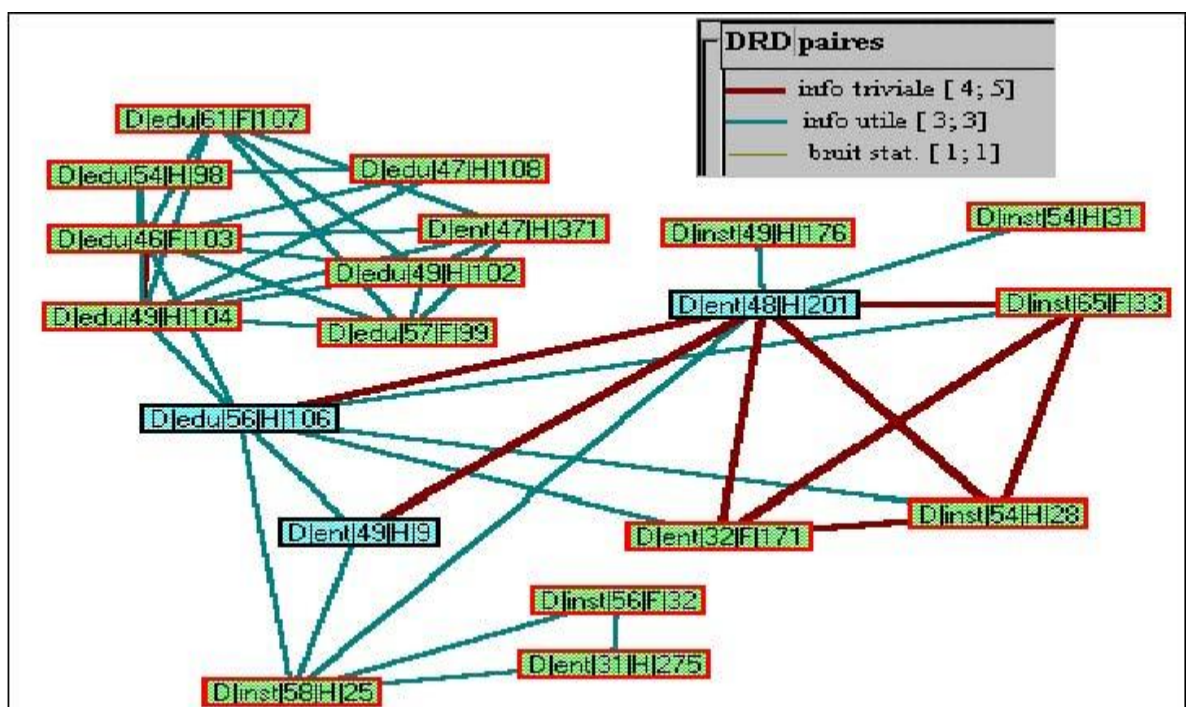 DRD paires
info triviale [ 4; 5]
info utile [ 3; 3]
bruit stat. [ 1; 1]
D|edu|61|F|107
D|edu|54|H|98
D|edu|47|H|108
D|edu|46|F|103
D|ent|47|H|371
D|inst|49|H|176
D|inst|54|H|31
D|edu|49|H|102
D|ent|48|H|201
D|inst|65|F|33
D|edu|49|H|104
D|edu|57|F|99
D|edu|56|H|106
D|inst|54|H|28
D|ent|49|H|9
D|ent|32|F|171
D|inst|56|F|32
D|ent|31|H|275
D|inst|58|H|25